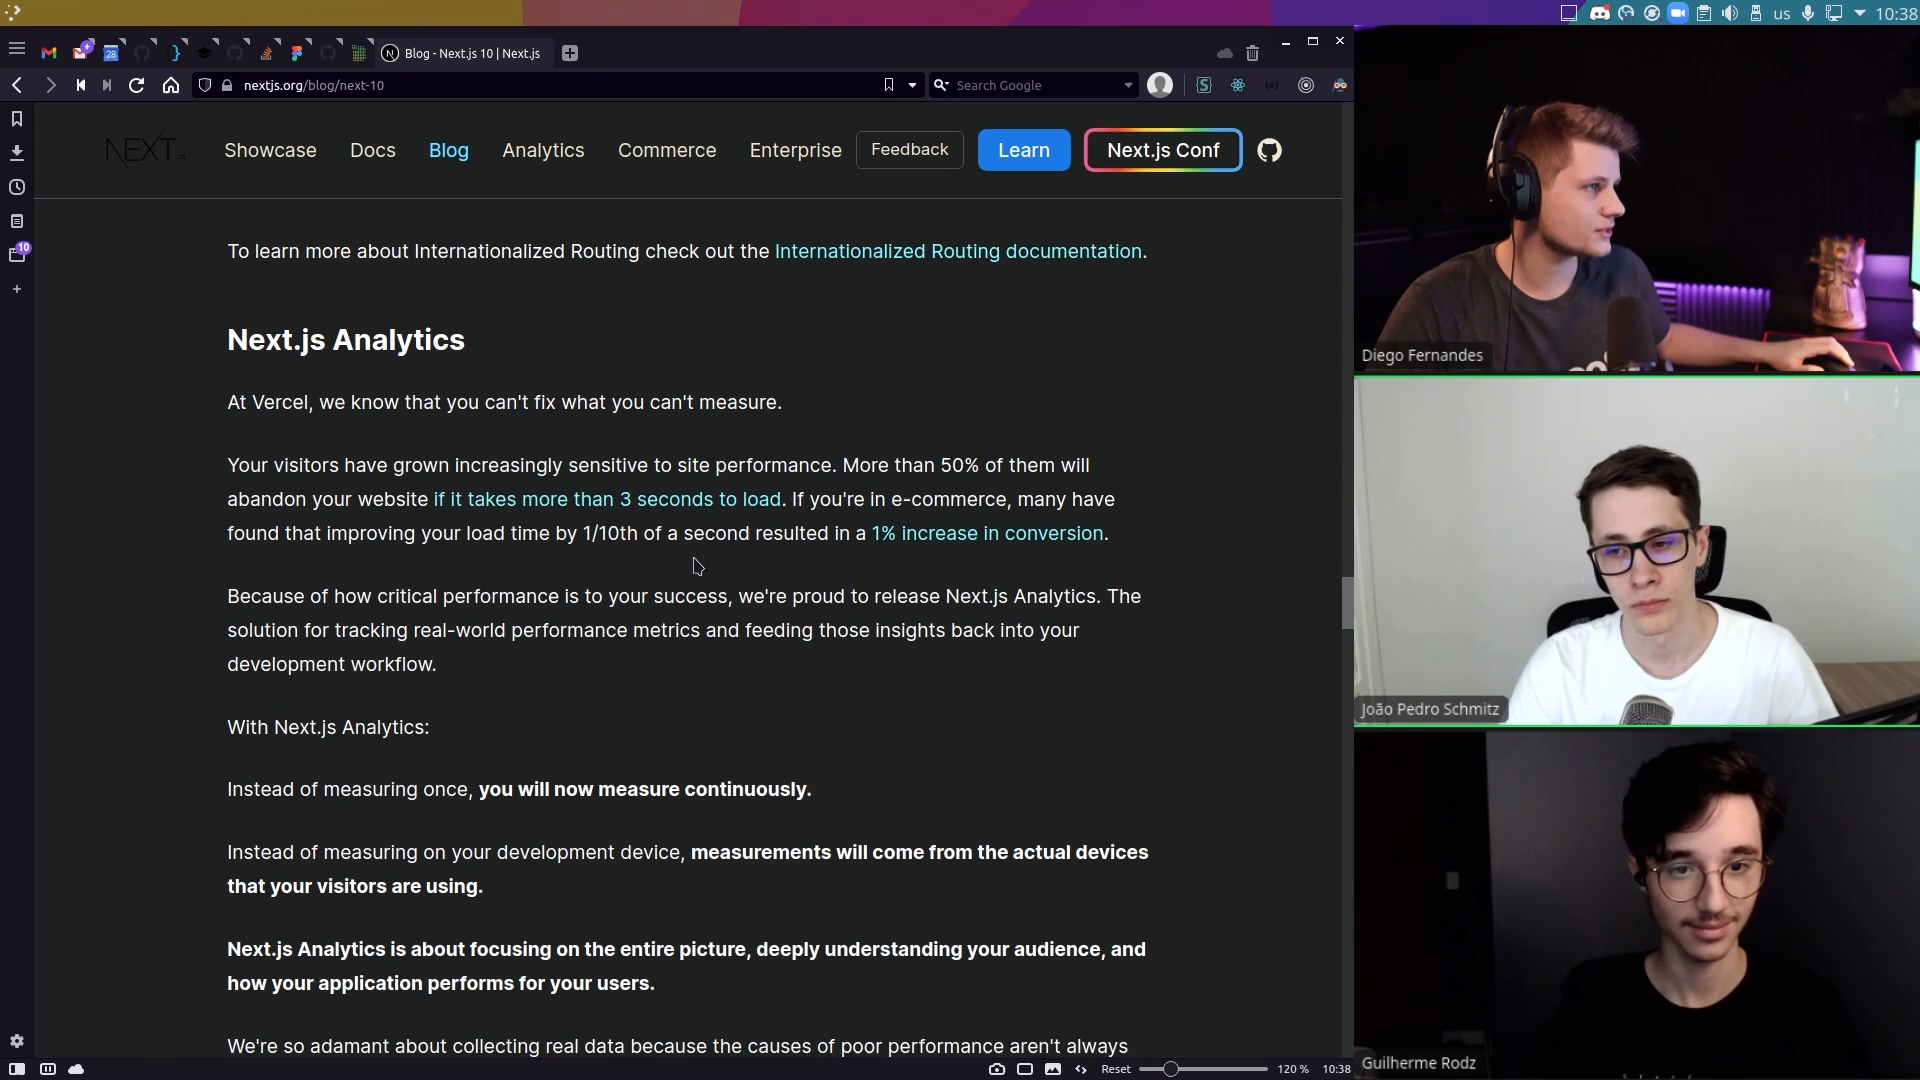 us
10:38
28
Blog - Next.js 10 | Next.js
nextjs.org/blog/next-10
Search Google
10
NEXT.JS
Showcase
Docs
Blog
Analytics
Commerce
Enterprise
Feedback
Learn
Next.js Conf
To learn more about Internationalized Routing check out the Internationalized Routing documentation.
Next.js Analytics
At Vercel, we know that you can't fix what you can't measure.
Your visitors have grown increasingly sensitive to site performance. More than 50% of them will
abandon your website if it takes more than 3 seconds to load. If you're in e-commerce, many have
found that improving your load time by 1/10th of a second resulted in a 1% increase in conversion.
Because of how critical performance is to your success, we're proud to release Next.js Analytics. The
solution for tracking real-world performance metrics and feeding those insights back into your
development workflow.
With Next.js Analytics:
Instead of measuring once, you will now measure continuously.
Instead of measuring on your development device, measurements will come from the actual devices
that your visitors are using.
Next.js Analytics is about focusing on the entire picture, deeply understanding your audience, and
how your application performs for your users.
We're so adamant about collecting real data because the causes of poor performance aren't always
Reset
120 %
10:38
Diego Fernandes
João Pedro Schmitz
Guilherme Rodz